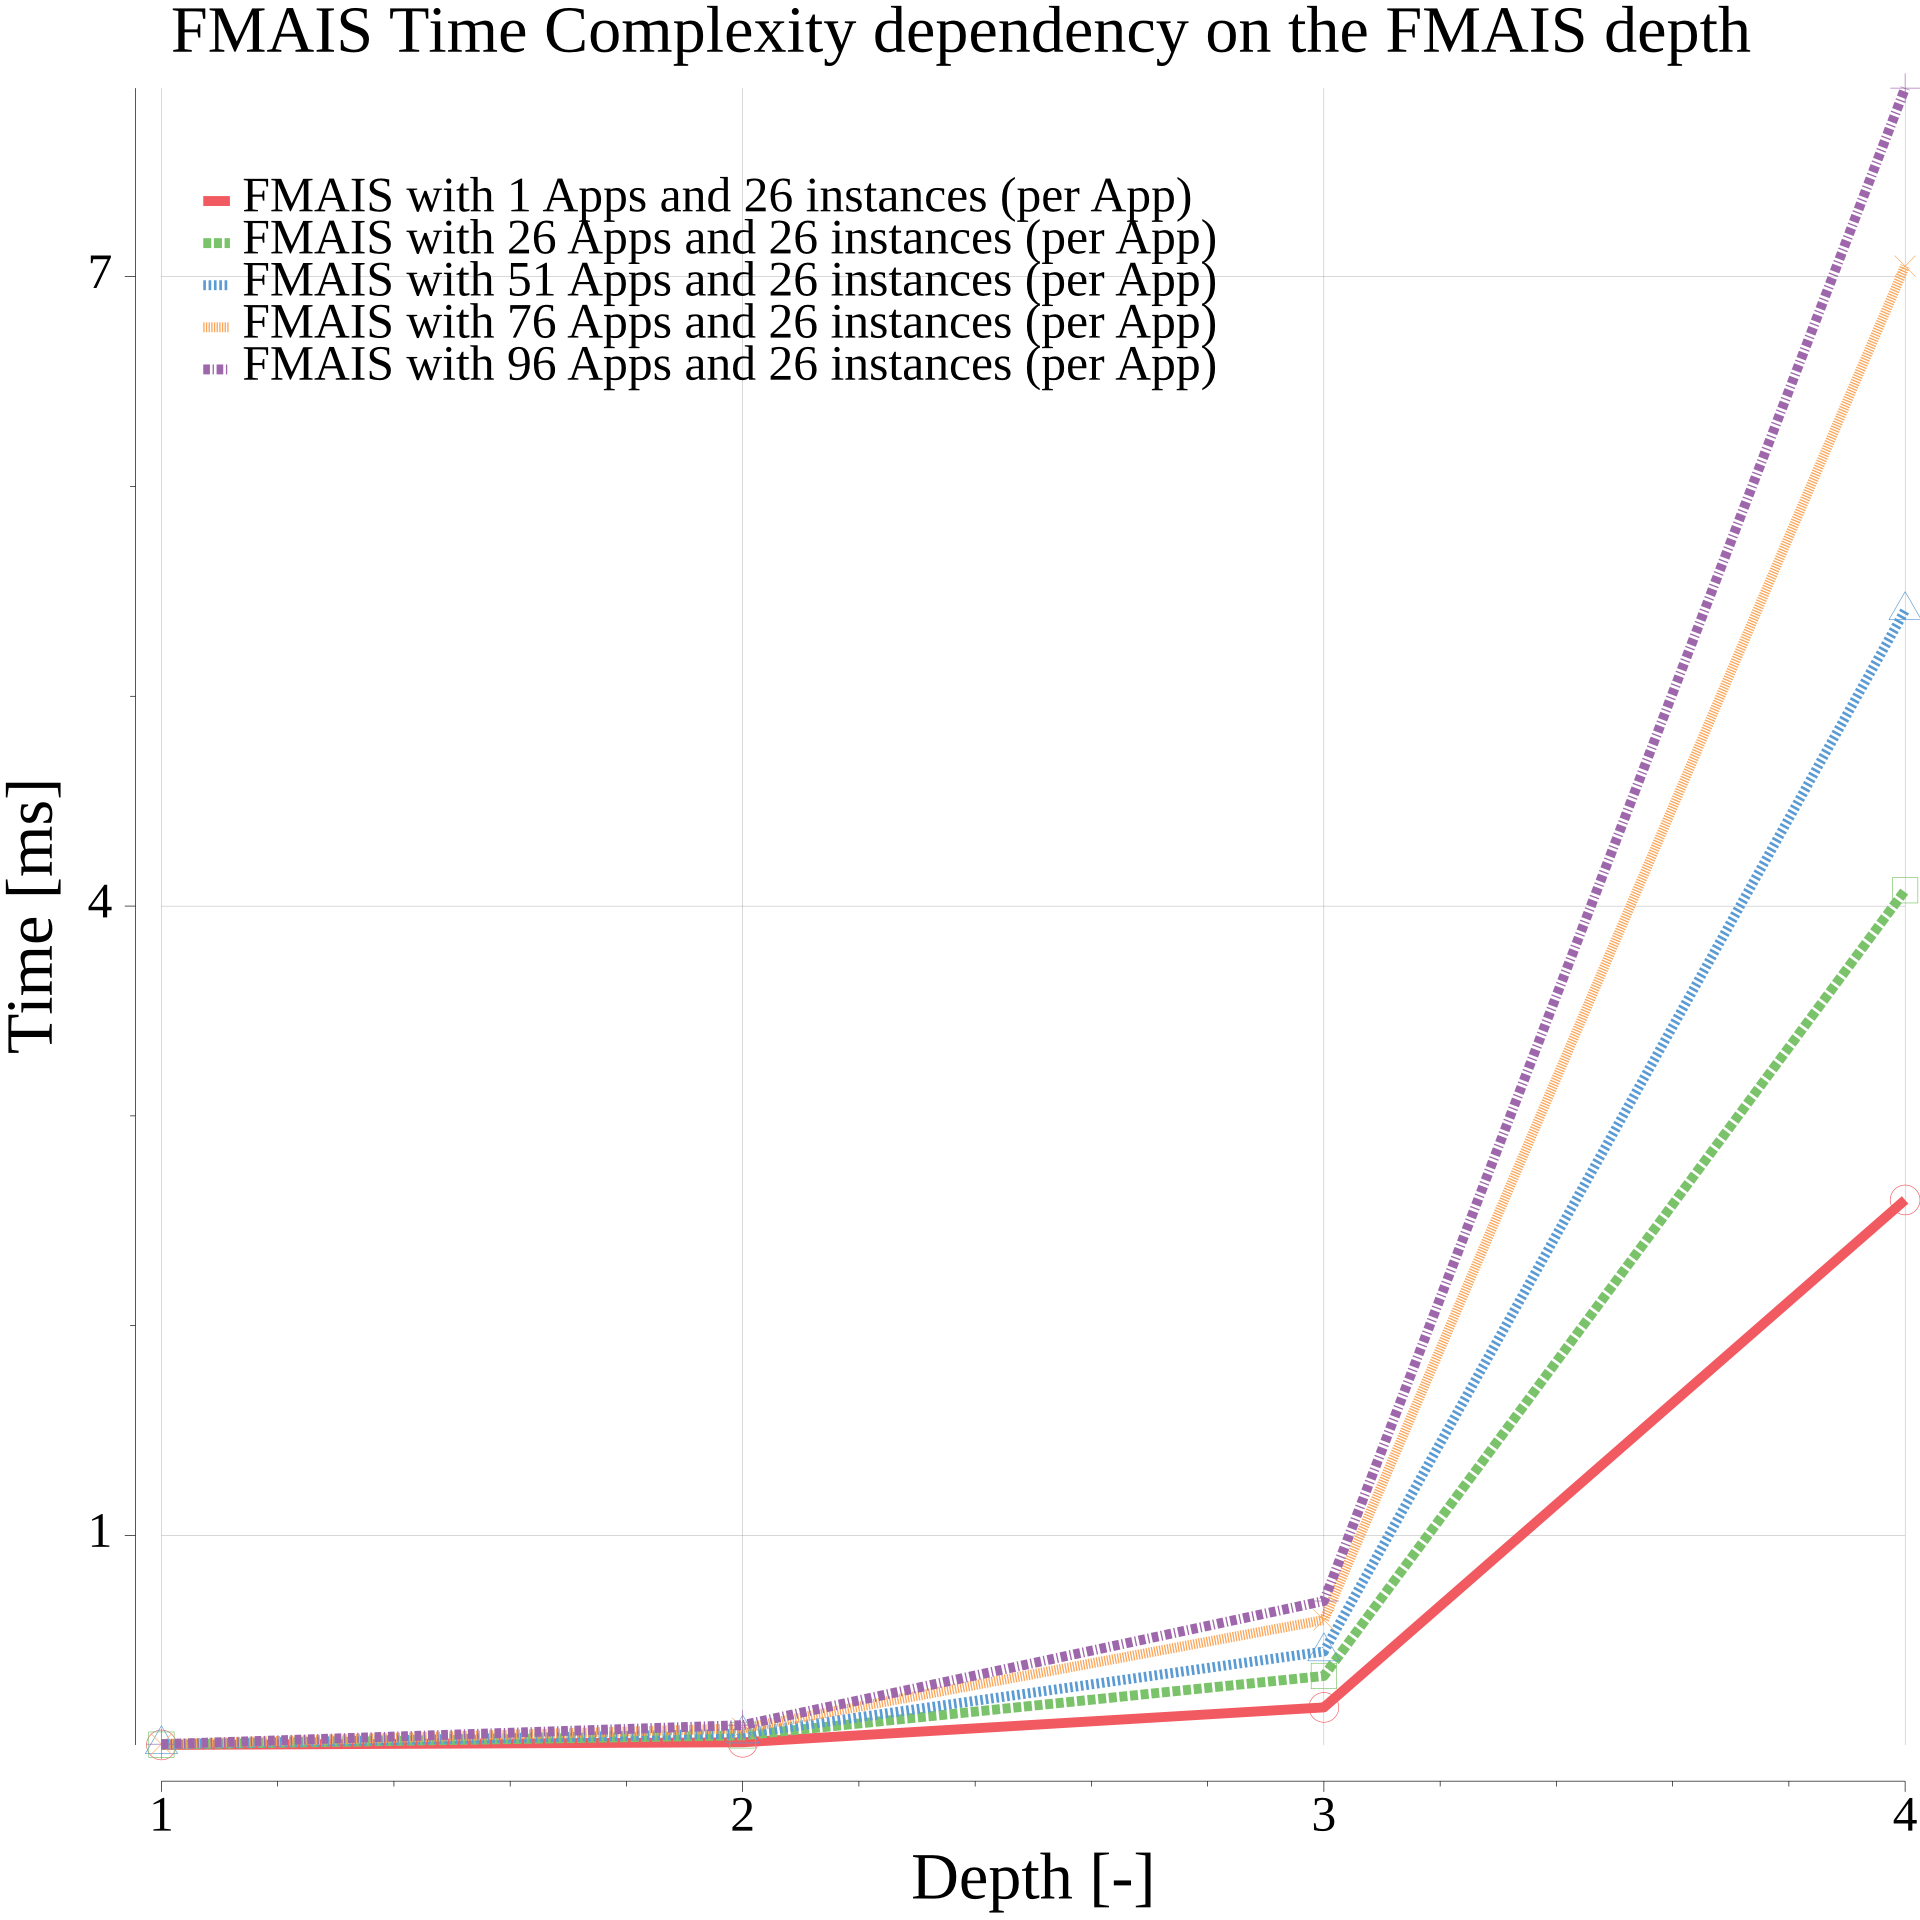 FMAIS Time Complexity dependency on the FMAIS depth
FMAIS with 1 Apps and 26 instances (per App)
FMAIS with 26 Apps and 26 instances (per App)
FMAIS with 51 Apps and 26 instances (per App)
FMAIS with 76 Apps and 26 instances (per App)
FMAIS with 96 Apps and 26 instances (per App)
7
4
1
Time [ms]
1 2 3 4
Depth [-]